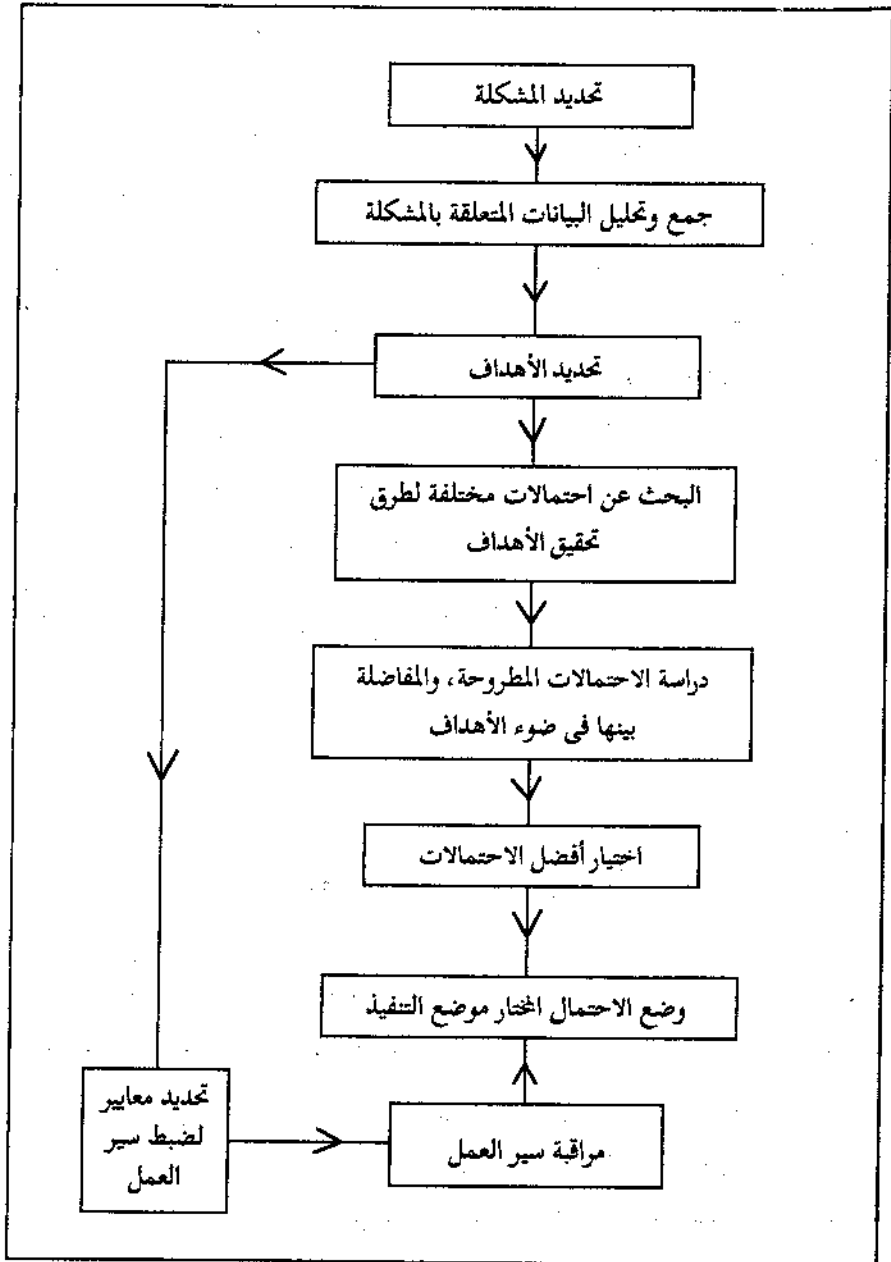 تحديد المشكلة
جمع وتحليل البيانات المتعلقة بالمشكلة
تحديد الأهداف
البحث عن احتمالات مختلفة لطرق
تحقيق الأهداف
دراسة الاحتمالات المطروحة، والمفاضلة
بينها فى ضوء الأهداف
اختيار أفضل الاحتمالات
وضع الاحتمال المختار موضع التنفيذ
تحديد معايير
لضبط سير
العمل
مراقبة سير العمل